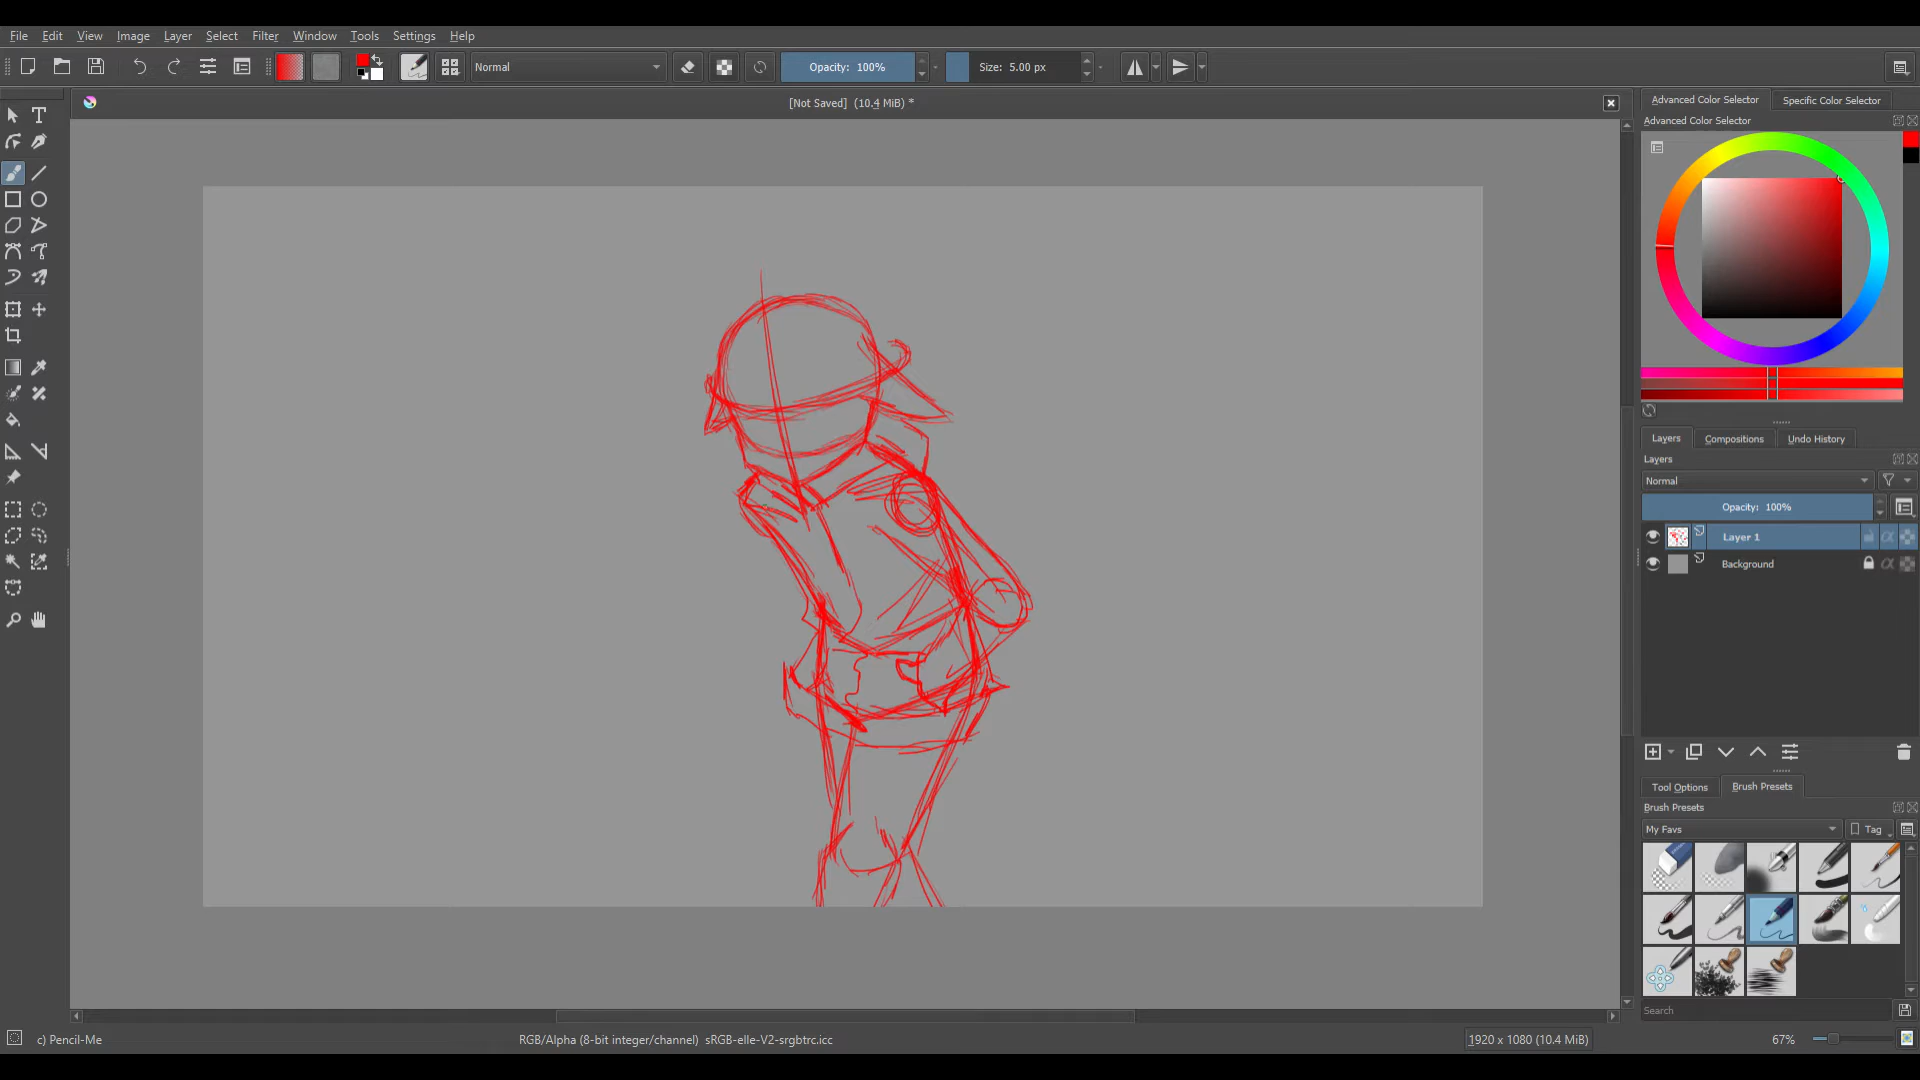 File Edit View Image Layer Select Filter Tools Settings Window Help
Normal Opacity: 100% Size: 5.00 px
[Not Saved] (10.4 MiB) *
Advanced Color Selector Specific Color Selector
Advanced Color Selector
Layers Compositions Undo History
Layers
Normal
Opacity: 100%
Layer 1
Background
Tool Options Brush Presets
Brush Presets
My Favs Tag
Search
c) Pencil-Me RGB/Alpha (8-bit integer/channel) sRGB-elle-V2-srgbtrc.icc 1920 x 1080 (10.4 MiB) 67%